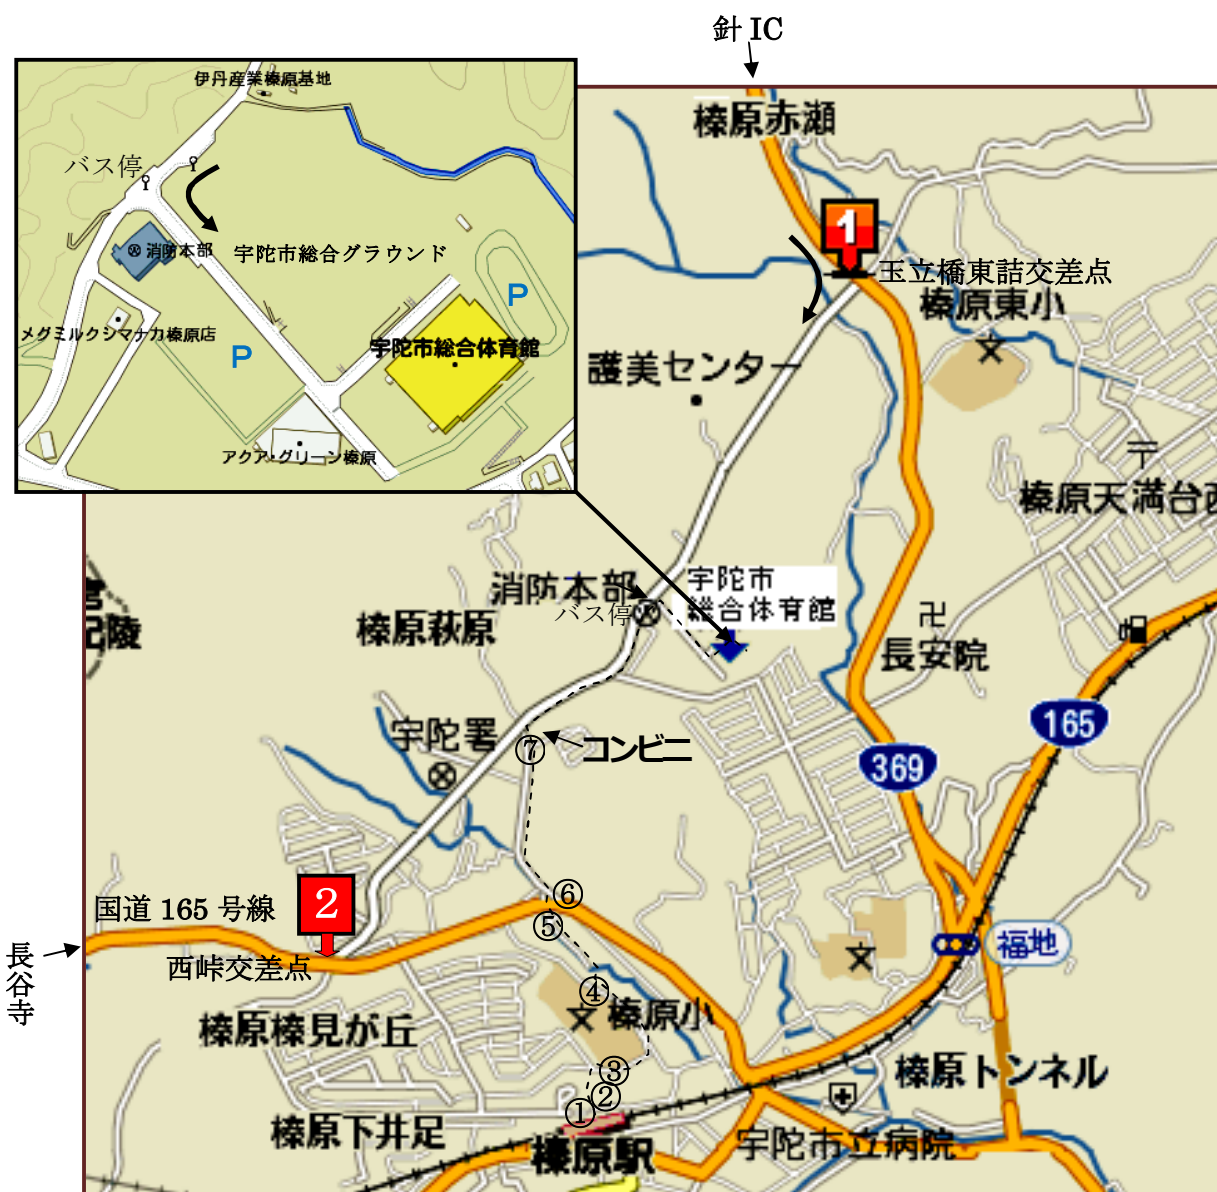 針IC
伊丹産業榛原基地
バス停
消防本部
宇陀市総合グラウンド
P
メグミルクシマナカ榛原店
P
宇陀市総合体育館
アクア・グリーン榛原
榛原赤瀬
1
玉立橋東詰交差点
榛原東小
護美センター
榛原天満台西
消防本部
バス停
宇陀市
総合体育館
榛原萩原
長安院
165
宇陀署
⑦
コンビニ
369
国道165号線
2
⑥
⑤
長谷寺
西峠交差点
福地
④
榛原小
榛原榛見が丘
③
榛原トンネル
②
①
榛原下井足
榛原駅
宇陀市立病院